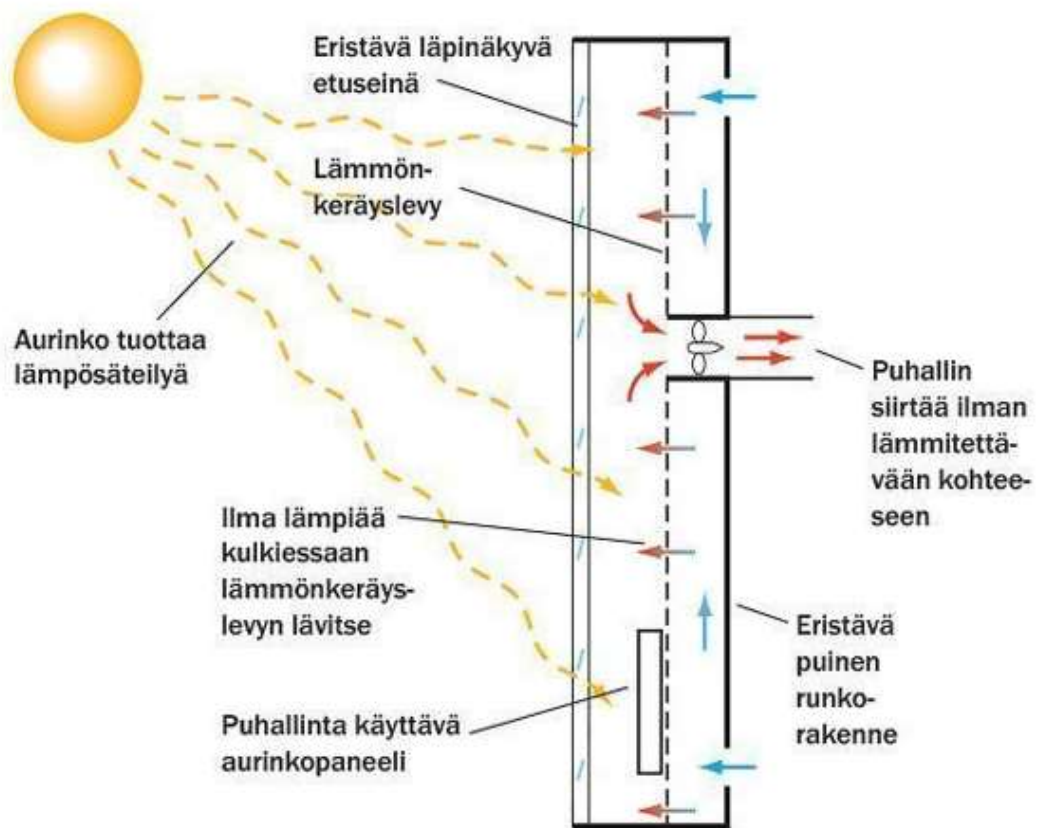 Eristävä läpinäkyvä
etuseinä
Lämmön-
keräyslevy
Aurinko tuottaa
lämpösäteilyä
Puhallin
siirtää ilman
lämmitettä-
vään kohtee-
seen
Ilma lämpiää
kulkiessaan
lämmönkeräys-
levyn lävitse
Eristävä
puinen
runko-
rakenne
Puhallinta käyttävä
aurinkopaneeli